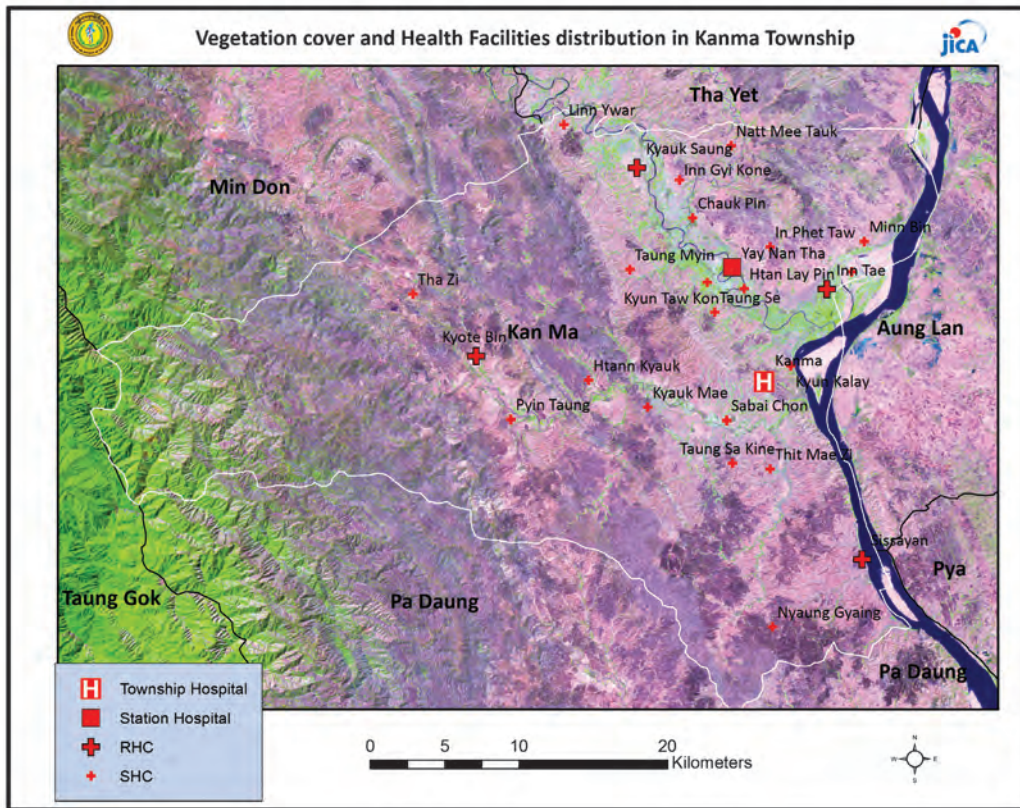 Vegetation cover and Health Facilities distribution in Kanma Township
jICA
Tha Yet
Linn Ywar
Natt Mee Tauk
Kyauk Saung
Inn Gyi Kone
Min Don
Chauk Pin
In Phet Taw
Minn Bin
Taung Myin
Yay Nan Tha
Tha Zi
Htan Lay Pin
Inn Tae
Kyun Taw Kon
Taung Se
Kyote Bin
Kan Ma
Aung Lan
Htann Kyauk
Kanma
H
Kyun Kalay
Kyauk Mae
Pyin Taung
Sabai Chon
Taung Sa Kine
Thit Mae Zi
Sissayan
Taung Gok
Pa Daung
Pya
Nyaung Gyaing
Pa Daung
H Township Hospital
Station Hospital
RHC
SHC
0 5 10 20
Kilometers
N
W E
S